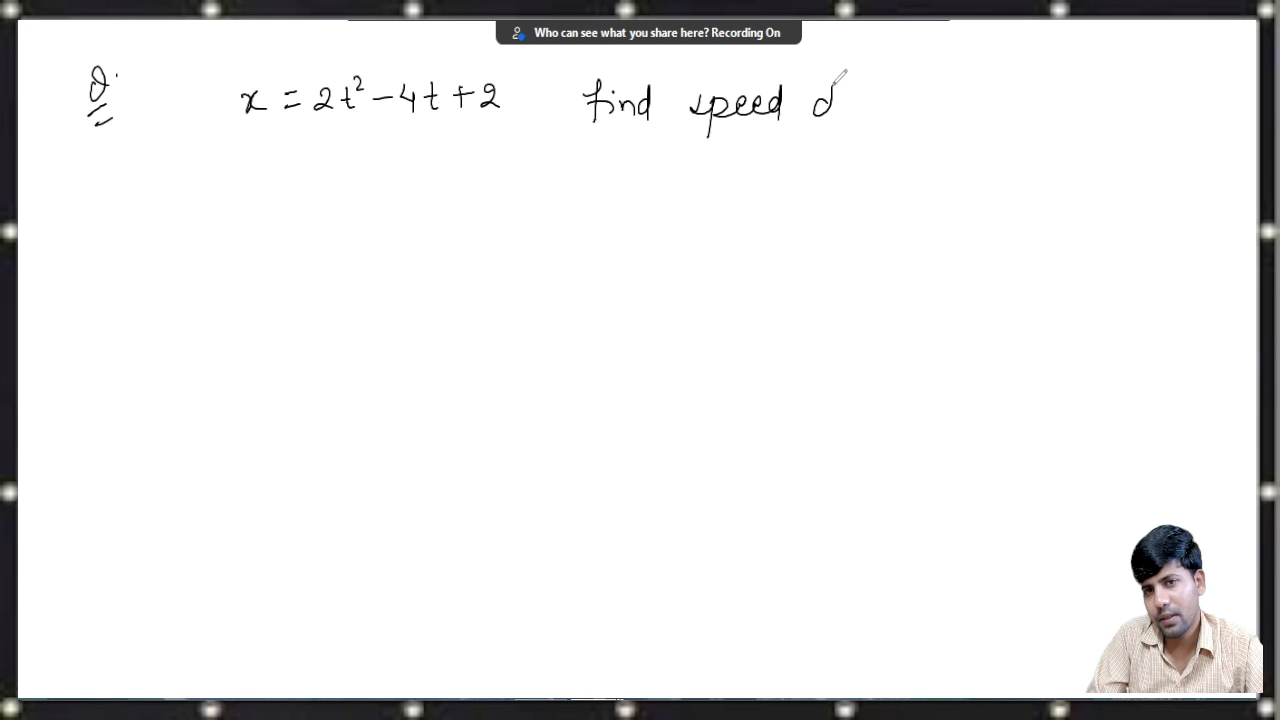 Who can see what you share here? Recording On
Q. x = 2t² - 4t + 2 find speed